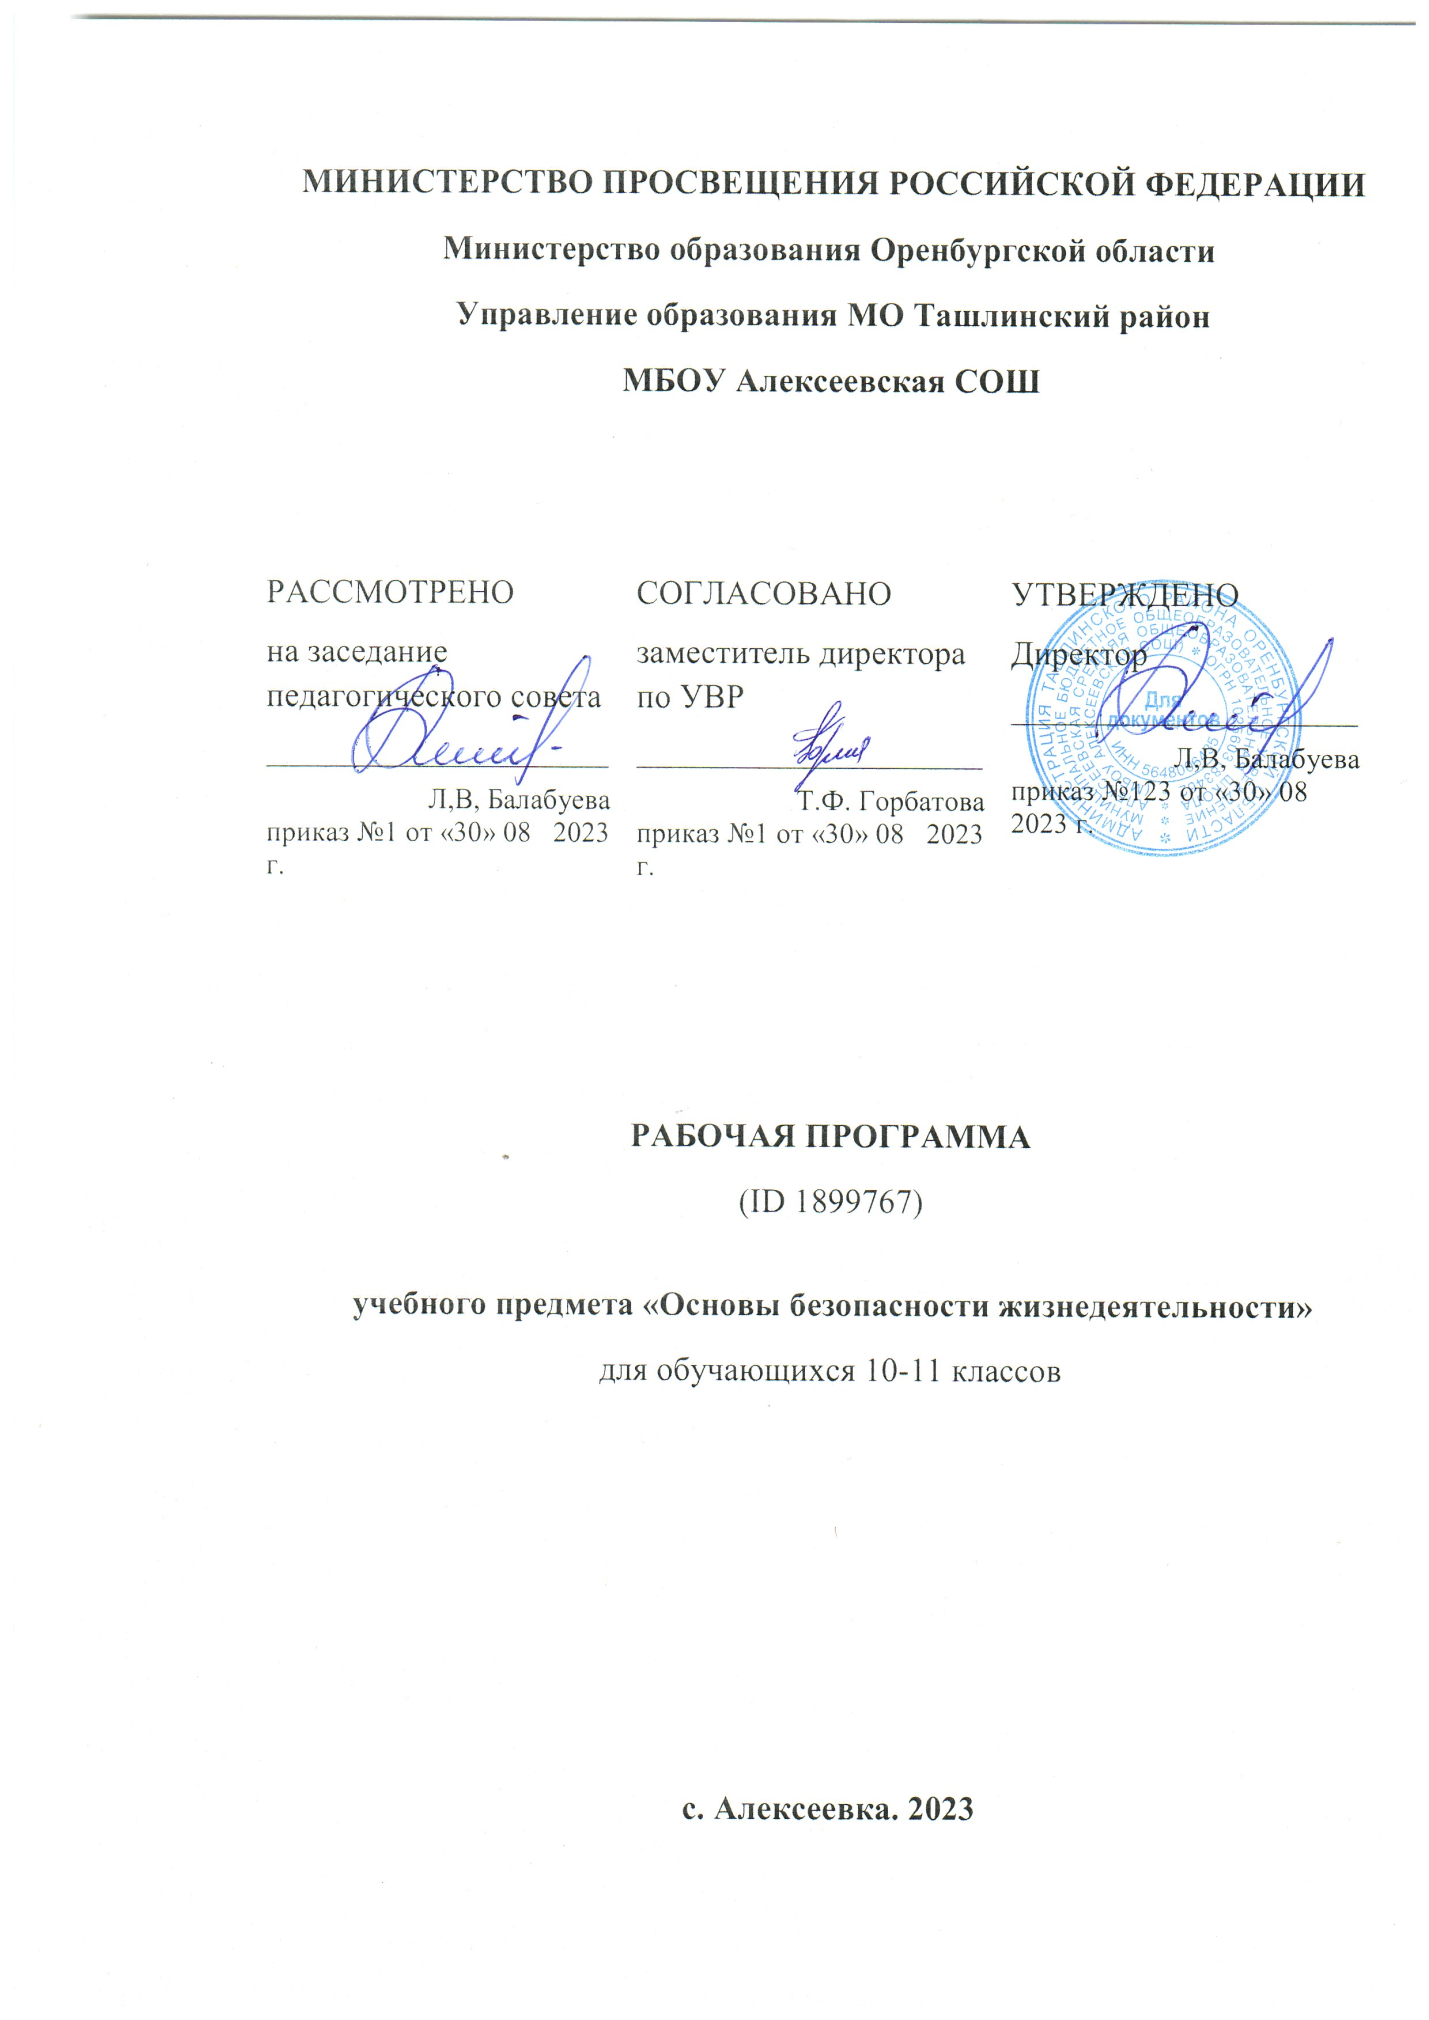 МИНИСТЕРСТВО ПРОСВЕЩЕНИЯ РОССИЙСКОЙ ФЕДЕРАЦИИ
Министерство образования Оренбургской области
Управление образования МО Ташлинский район
МБОУ Алексеевская СОШ
РАССМОТРЕНО
на заседание
педагогического совета
Л,В, Балабуева
приказ №1 от «30» 08 2023
г.
СОГЛАСОВАНО
заместитель директора
по УВР
Т.Ф. Горбатова
приказ №1 от «30» 08 2023
г.
УТВЕРЖДЕНО
Директор
Л,В, Балабуева
приказ №123 от «30» 08
2023 г.
Для
документов
РАБОЧАЯ ПРОГРАММА
(ID 1899767)
учебного предмета «Основы безопасности жизнедеятельности»
для обучающихся 10-11 классов
с. Алексеевка. 2023